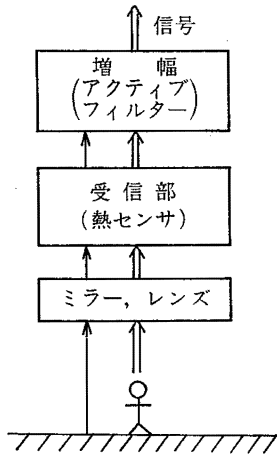 信号
増幅
(アクティブ
フィルター)
受信部
(熱センサ)
ミラー, レンズ